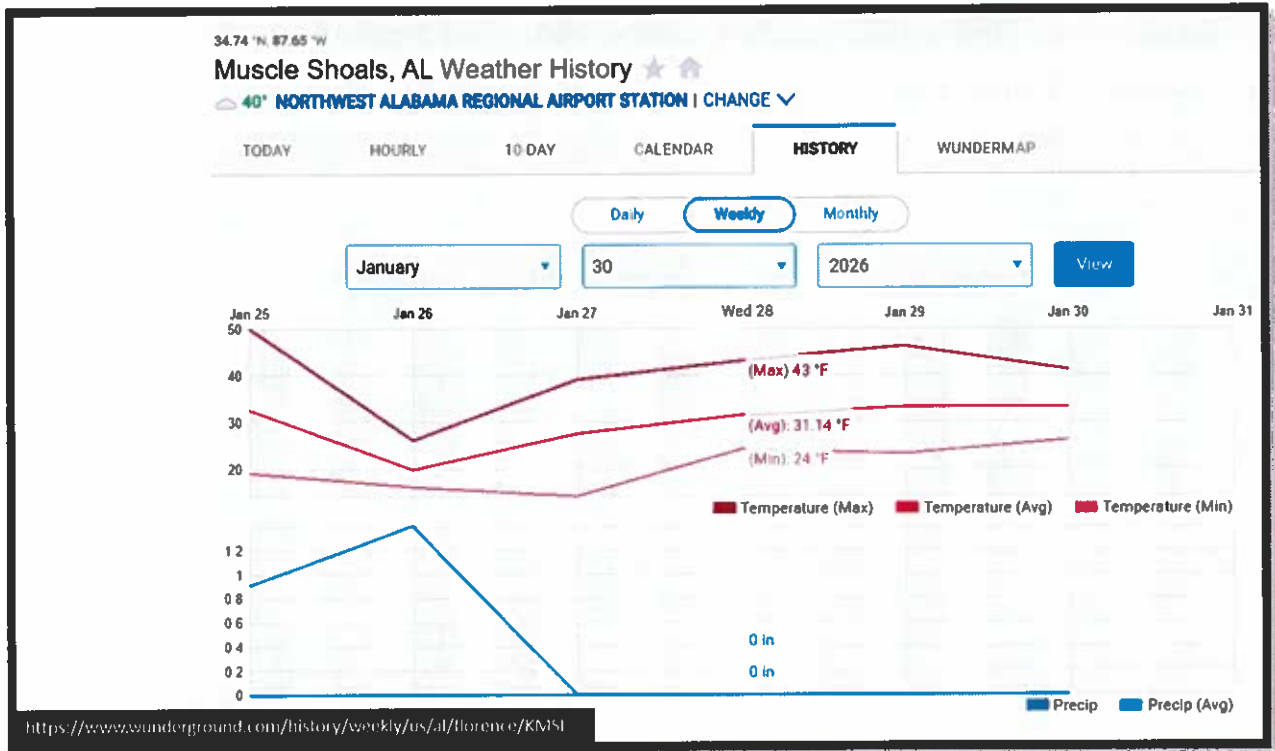 34.74 °N, 87.65 °W
Muscle Shoals, AL Weather History
40° NORTHWEST ALABAMA REGIONAL AIRPORT STATION | CHANGE
TODAY HOURLY 10-DAY CALENDAR HISTORY WUNDERMAP
Daily Weekly Monthly
January 30 2026 View
Jan 25 Jan 26 Jan 27 Wed 28 Jan 29 Jan 30 Jan 31
50
40
(Max) 43 °F
30
(Avg): 31.14 °F
(Min): 24 °F
20
Temperature (Max) Temperature (Avg) Temperature (Min)
1.2
1
0.8
0.6
0.4
0 in
0.2
0 in
0
Precip Precip (Avg)
https://www.wunderground.com/history/weekly/us/al/florence/KMSL